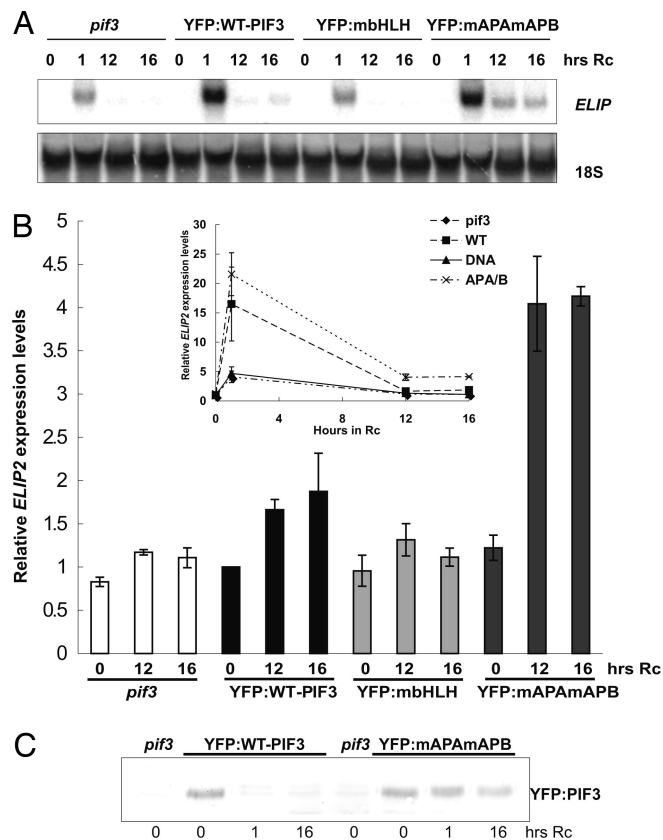 A
pif3 YFP:WT-PIF3 YFP:mbHLH YFP:mAPAmAPB
0 1 12 16 0 1 12 16 0 1 12 16 0 1 12 16 hrs Rc
ELIP
18S
B
Relative ELIP2 expression levels
5
4.5
4
3.5
3
2.5
2
1.5
1
0.5
0
Relative ELIP2 expression levels
30
25
20
15
10
5
0
0 4 8 12 16
Hours in Rc
pif3
WT
DNA
APA/B
0 12 16 0 12 16 0 12 16 0 12 16 hrs Rc
pif3 YFP:WT-PIF3 YFP:mbHLH YFP:mAPAmAPB
C
pif3 YFP:WT-PIF3 pif3 YFP:mAPAmAPB
YFP:PIF3
0 0 1 16 0 0 1 16 hrs Rc